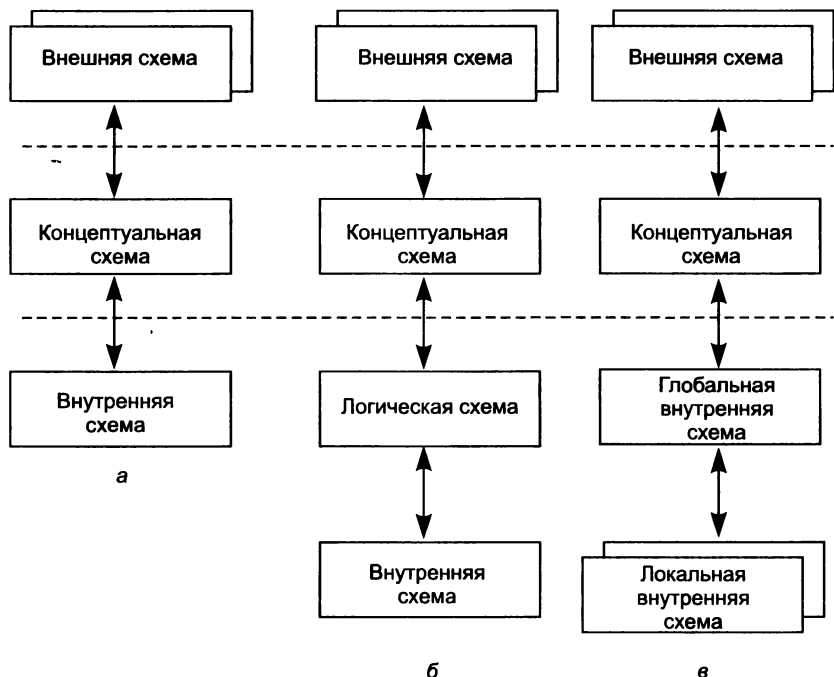 Внешняя схема
Внешняя схема
Внешняя схема
Концептуальная
схема
Концептуальная
схема
Концептуальная
схема
Внутренняя
схема
Логическая схема
Глобальная
внутренняя
схема
а
Внутренняя
схема
Локальная
внутренняя
схема
б
в